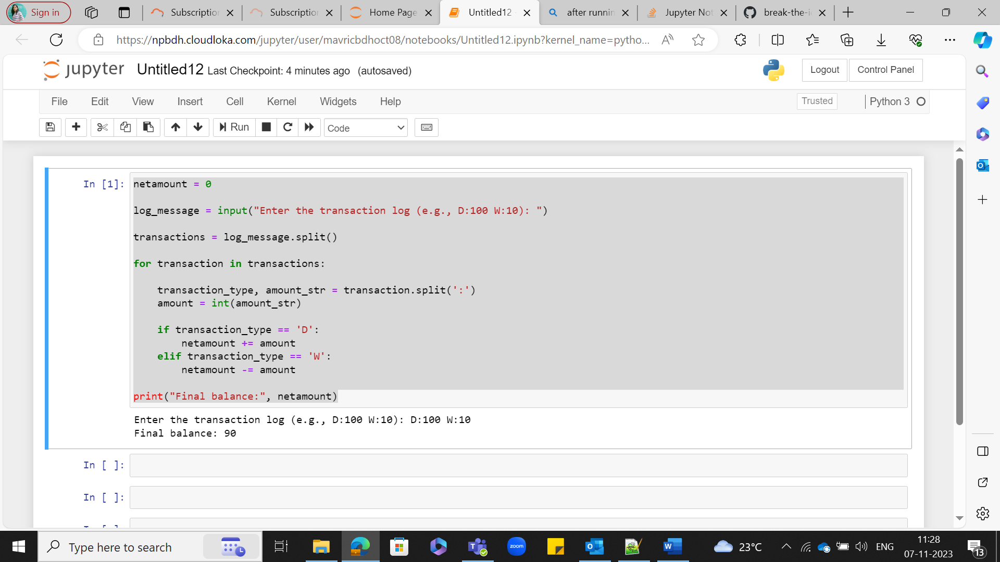 Sign in
Subscription
Subscription
Home Page
Untitled12
after runnin
Jupyter Not
break-the-i
https://npbdh.cloudloka.com/jupyter/user/mavricbdhoct08/notebooks/Untitled12.ipynb?kernel_name=pytho...
jupyter Untitled12 Last Checkpoint: 4 minutes ago (autosaved)
Logout
Control Panel
File Edit View Insert Cell Kernel Widgets Help
Trusted
Python 3
Run
Code
In [1]:
netamount = 0
log_message = input("Enter the transaction log (e.g., D:100 W:10): ")
transactions = log_message.split()
for transaction in transactions:
transaction_type, amount_str = transaction.split(':')
amount = int(amount_str)
if transaction_type == 'D':
netamount += amount
elif transaction_type == 'W':
netamount -= amount
print("Final balance:", netamount)
Enter the transaction log (e.g., D:100 W:10): D:100 W:10
Final balance: 90
In [ ]:
In [ ]:
Type here to search
zoom
23°C
ENG
11:28
07-11-2023
13